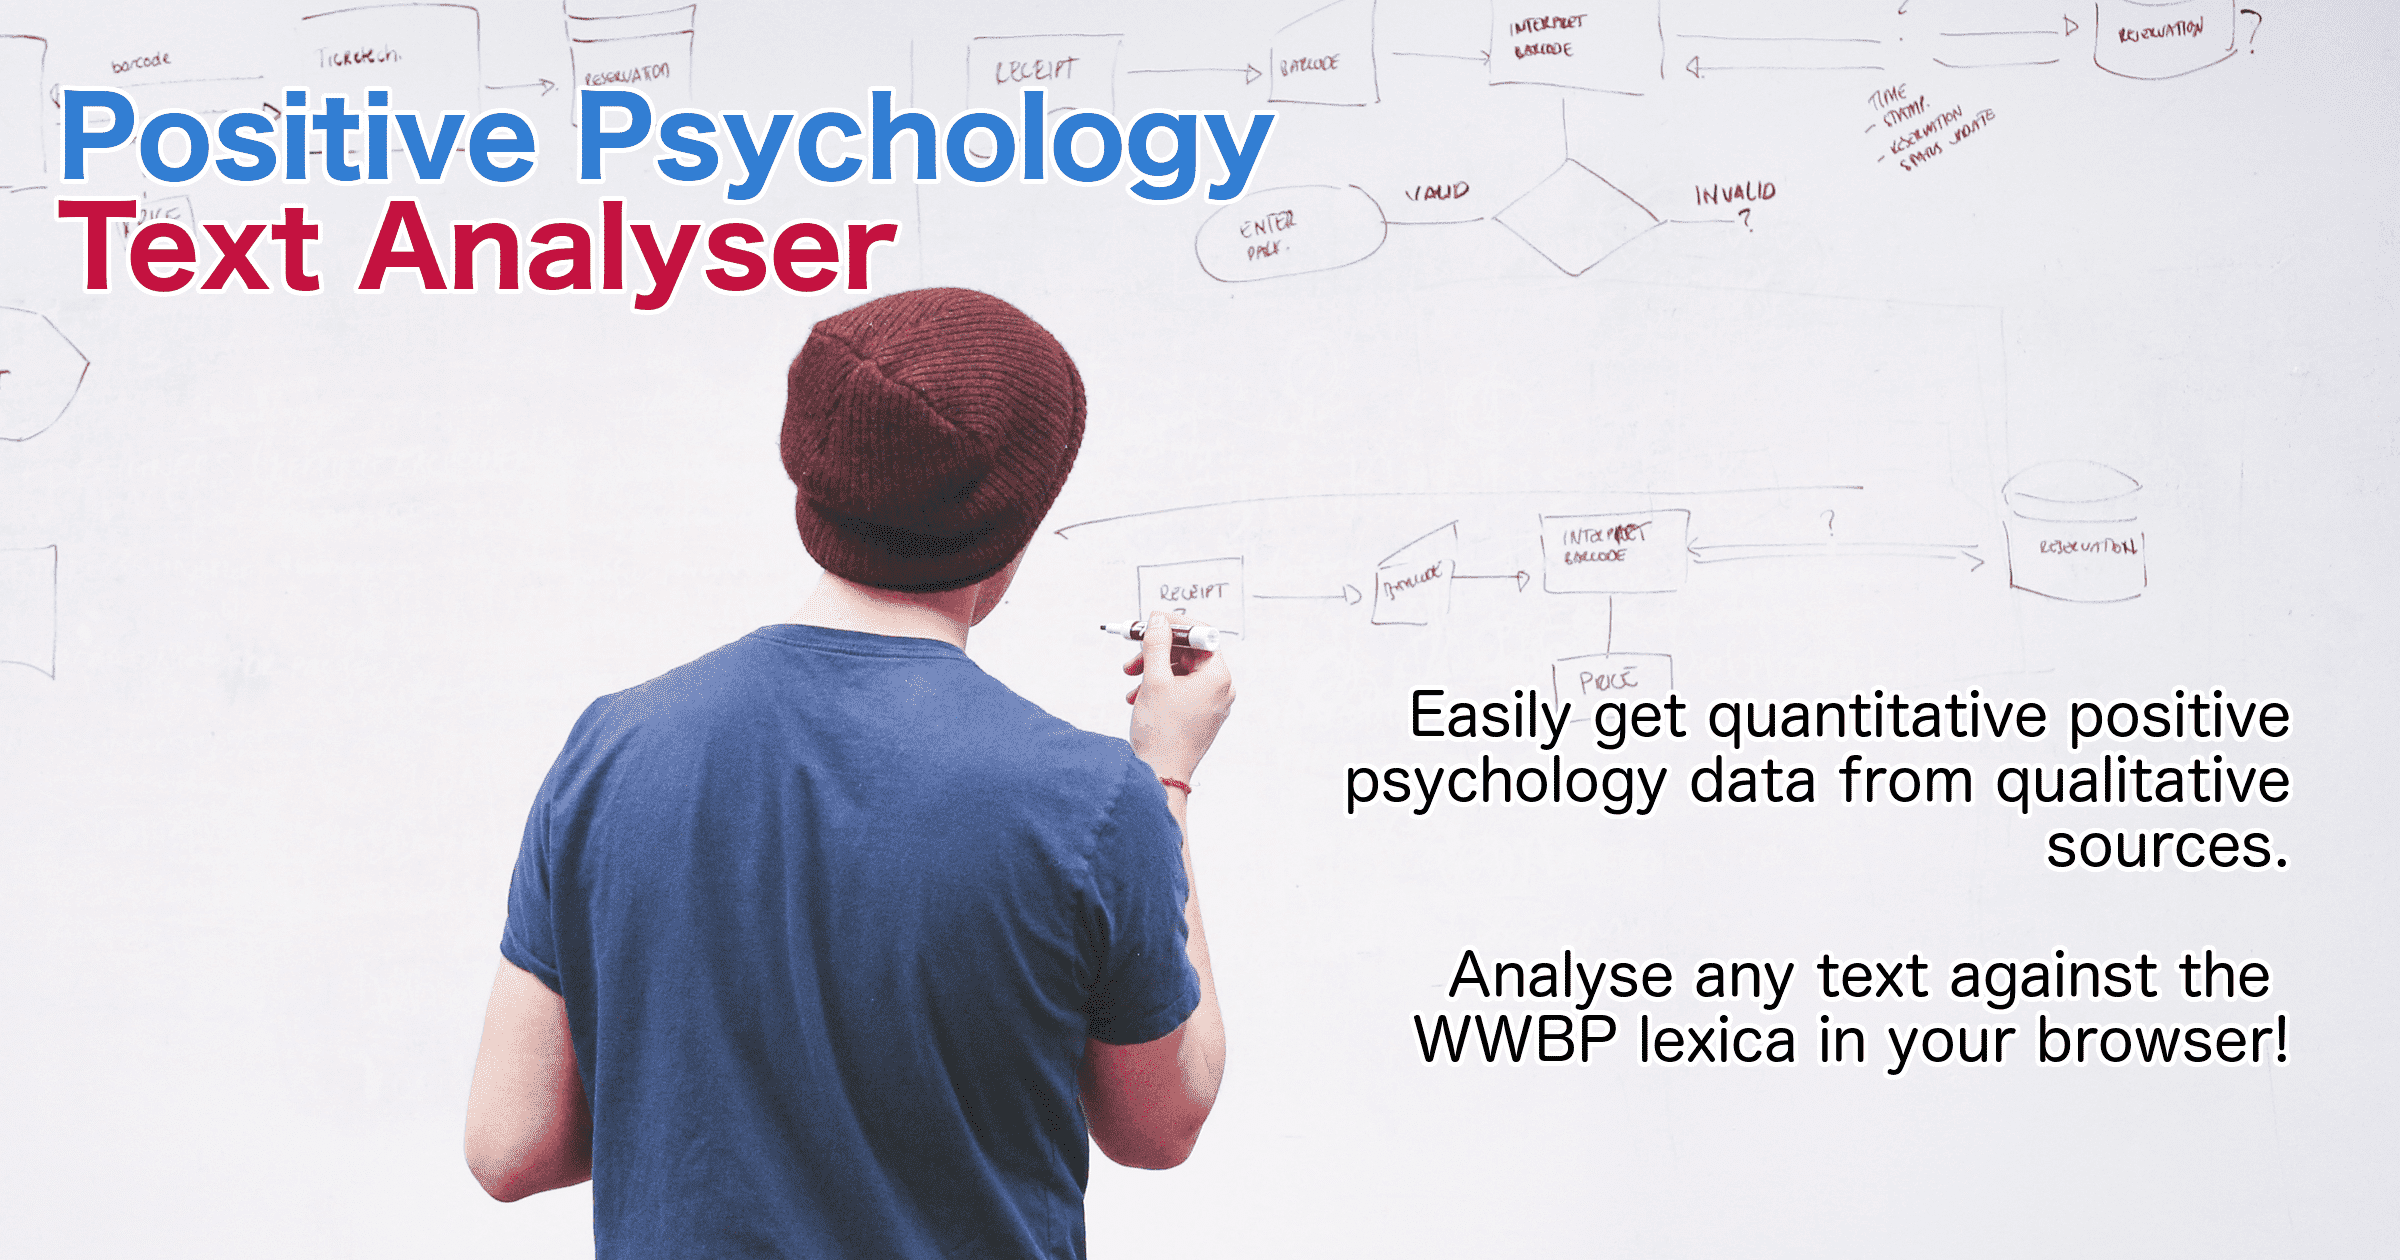 barcode
Ticketech.
RESERVATION
RECEIPT
BARCODE
INTERPRET
BARCODE
RESERVATION
?
TIME
STAMP.
- RESERVATION
STATUS UPDATE
Positive Psychology
Text Analyser
VALID
INVALID
?
ENTER
PARK.
?
INTERPRET
BARCODE
RESERVATION
BARCODE
RECEIPT
?
PRICE
Easily get quantitative positive
psychology data from qualitative
sources.
Analyse any text against the
WWBP lexica in your browser!